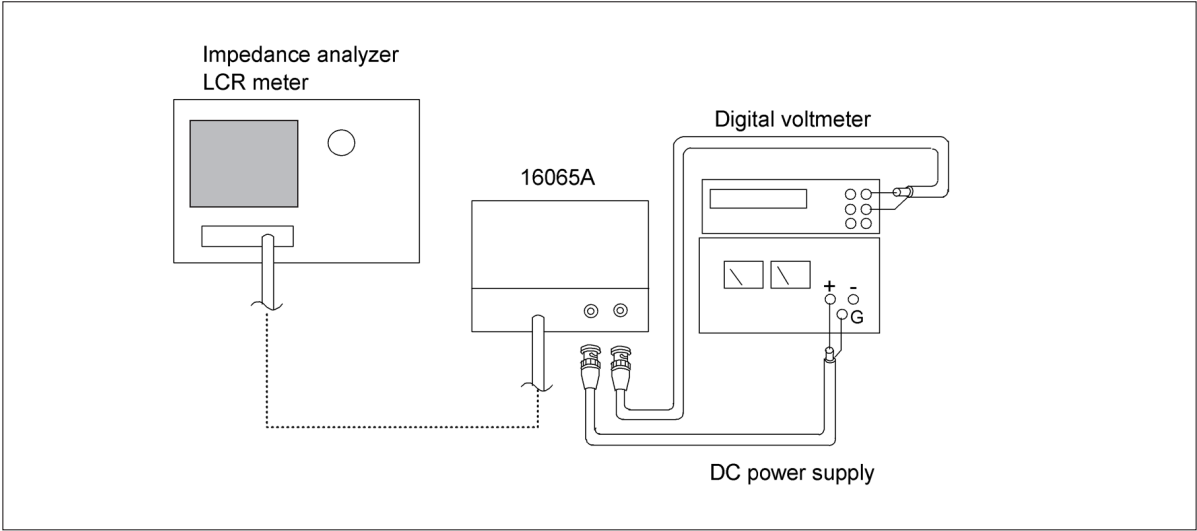 Impedance analyzer
LCR meter
Digital voltmeter
16065A
+ -
G
DC power supply